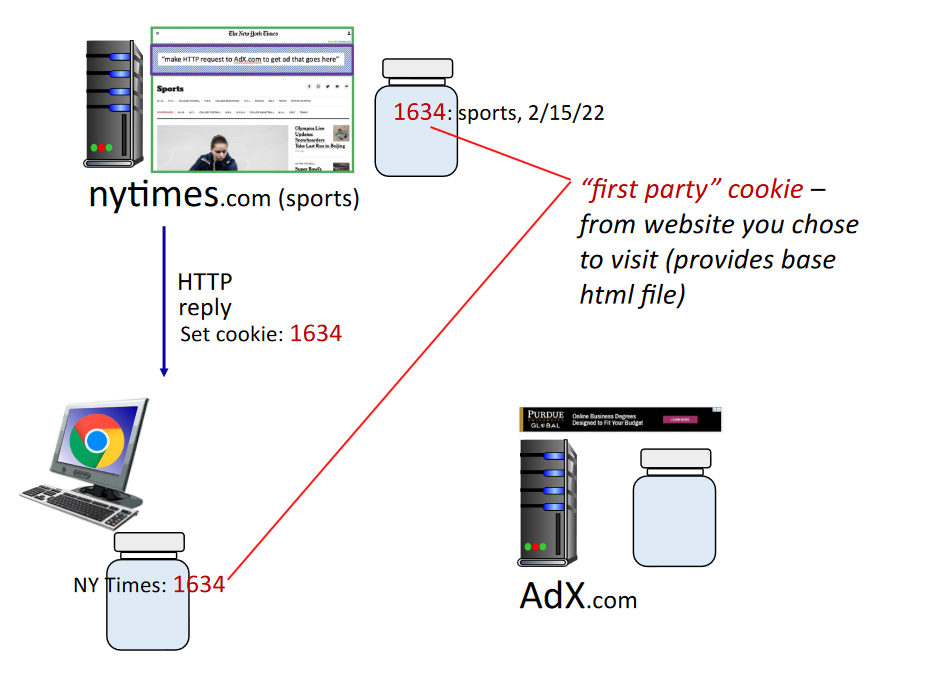 The New York Times
"make HTTP request to AdX.com to get ad that goes here"
Sports
Olympics Live
Updates
Snowboarders
Take Last Run in Beijing
Super Bowl's
1634: sports, 2/15/22
nytimes.com (sports)
"first party" cookie –
from website you chose
to visit (provides base
html file)
HTTP
reply
Set cookie: 1634
PURDUE
UNIVERSITY
GLOBAL
Online Business Degrees
Designed to Fit Your Budget
LEARN MORE
NY Times: 1634
AdX.com